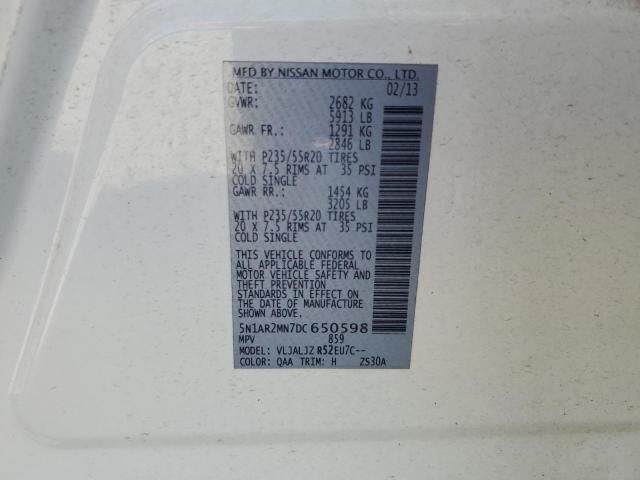 MFD BY NISSAN MOTOR CO., LTD.
DATE: 02/13
GVWR: 2682 KG
5913 LB
GAWR FR.: 1291 KG
2846 LB
WITH P235/55R20 TIRES
20 X 7.5 RIMS AT 35 PSI
COLD SINGLE
GAWR RR.: 1454 KG
3205 LB
WITH P235/55R20 TIRES
20 X 7.5 RIMS AT 35 PSI
COLD SINGLE
THIS VEHICLE CONFORMS TO
ALL APPLICABLE FEDERAL
MOTOR VEHICLE SAFETY AND
THEFT PREVENTION
STANDARDS IN EFFECT ON
THE DATE OF MANUFACTURE
SHOWN ABOVE.
5N1AR2MN7DC650598
MPV 859
MODEL: VLJALJZ R52EU7C--
COLOR: QAA TRIM: H ZS30A